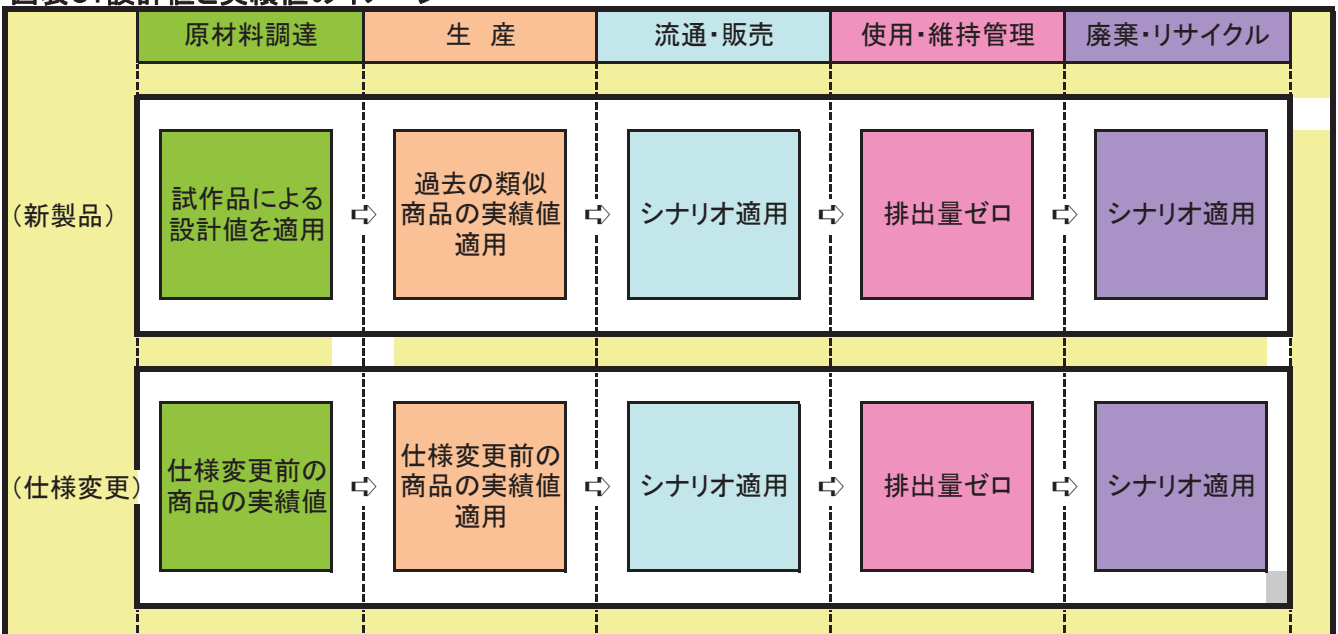 原材料調達
生 産
流通・販売
使用・維持管理
廃棄・リサイクル
(新製品)
試作品による
設計値を適用
過去の類似
商品の実績値
適用
シナリオ適用
排出量ゼロ
シナリオ適用
(仕様変更)
仕様変更前の
商品の実績値
仕様変更前の
商品の実績値
適用
シナリオ適用
排出量ゼロ
シナリオ適用